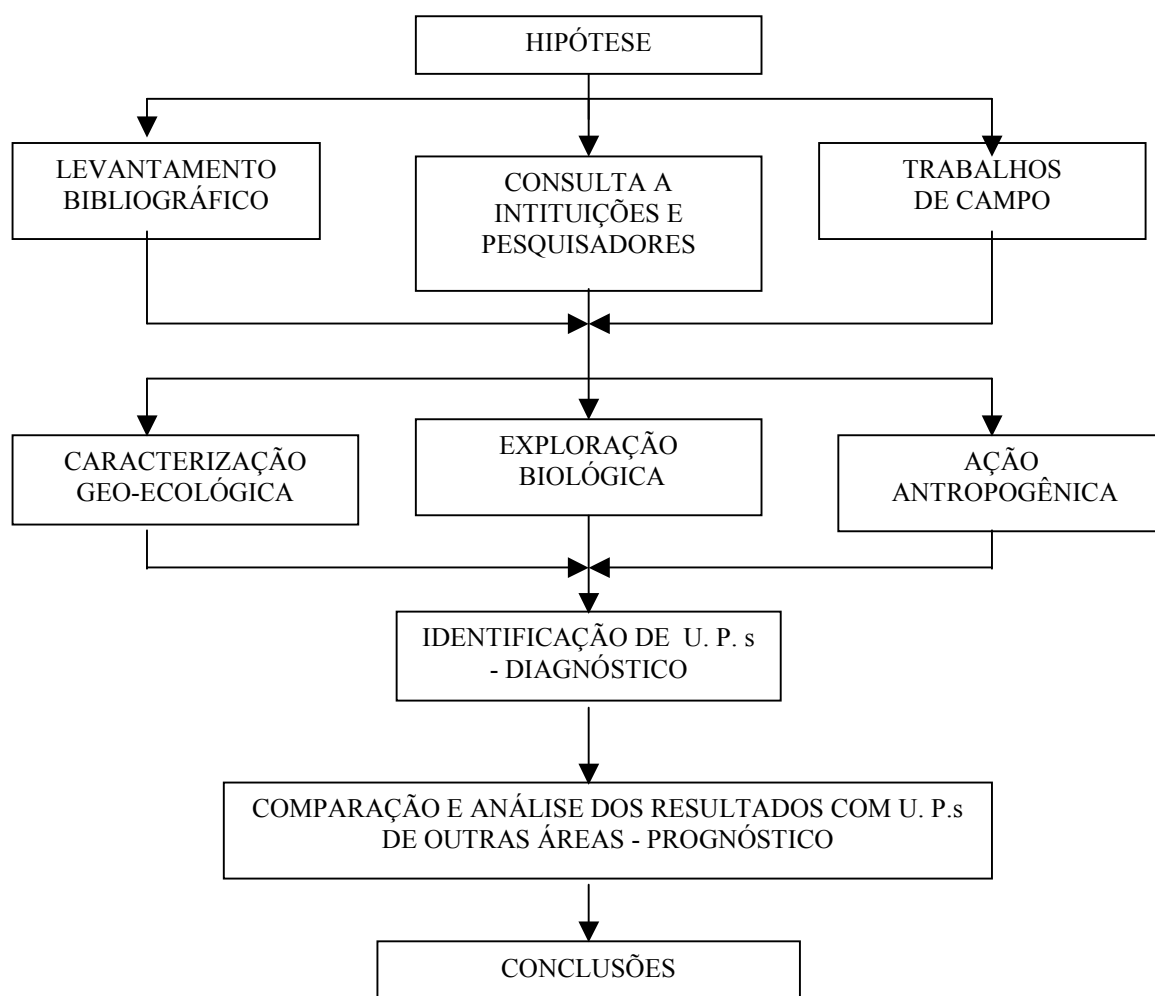 HIPÓTESE
LEVANTAMENTO
BIBLIOGRÁFICO
CONSULTA A
INTITUIÇÕES E
PESQUISADORES
TRABALHOS
DE CAMPO
CARACTERIZAÇÃO
GEO-ECOLÓGICA
EXPLORAÇÃO
BIOLÓGICA
AÇÃO
ANTROPOGÊNICA
IDENTIFICAÇÃO DE U. P. s
- DIAGNÓSTICO
COMPARAÇÃO E ANÁLISE DOS RESULTADOS COM U. P.s
DE OUTRAS ÁREAS - PROGNÓSTICO
CONCLUSÕES